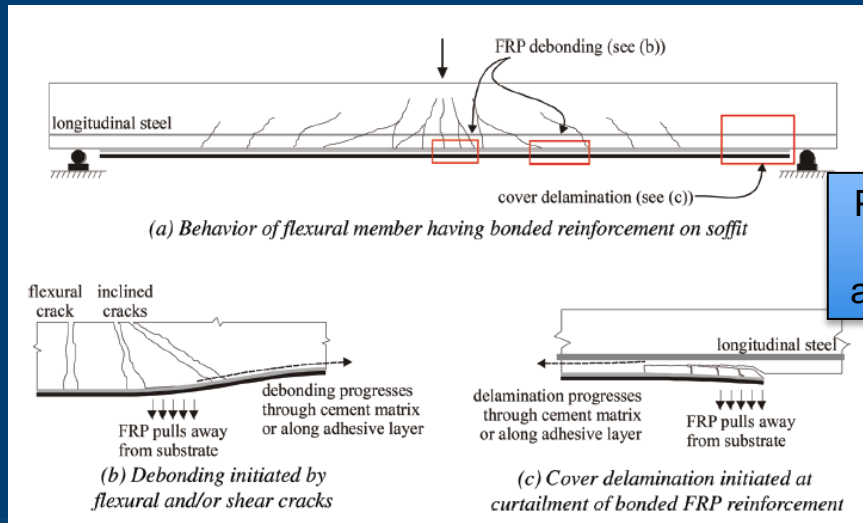 FRP debonding (see (b))
longitudinal steel
cover delamination (see (c))
(a) Behavior of flexural member having bonded reinforcement on soffit
flexural inclined
crack cracks
debonding progresses
through cement matrix
or along adhesive layer
FRP pulls away
from substrate
(b) Debonding initiated by
flexural and/or shear cracks
longitudinal steel
delamination progresses
through cement matrix
or along adhesive layer
FRP pulls away
from substrate
(c) Cover delamination initiated at
curtailment of bonded FRP reinforcement